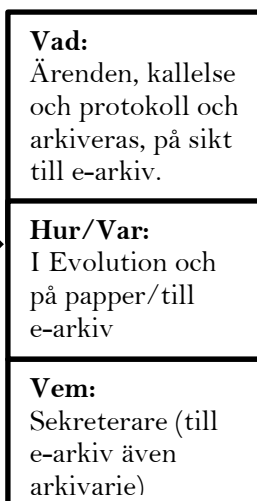 Vad:
Ärenden, kallelse
och protokoll och
arkiveras, på sikt
till e-arkiv.
Hur/Var:
I Evolution och
på papper/till
e-arkiv
Vem:
Sekreterare (till
e-arkiv även
arkivarie)